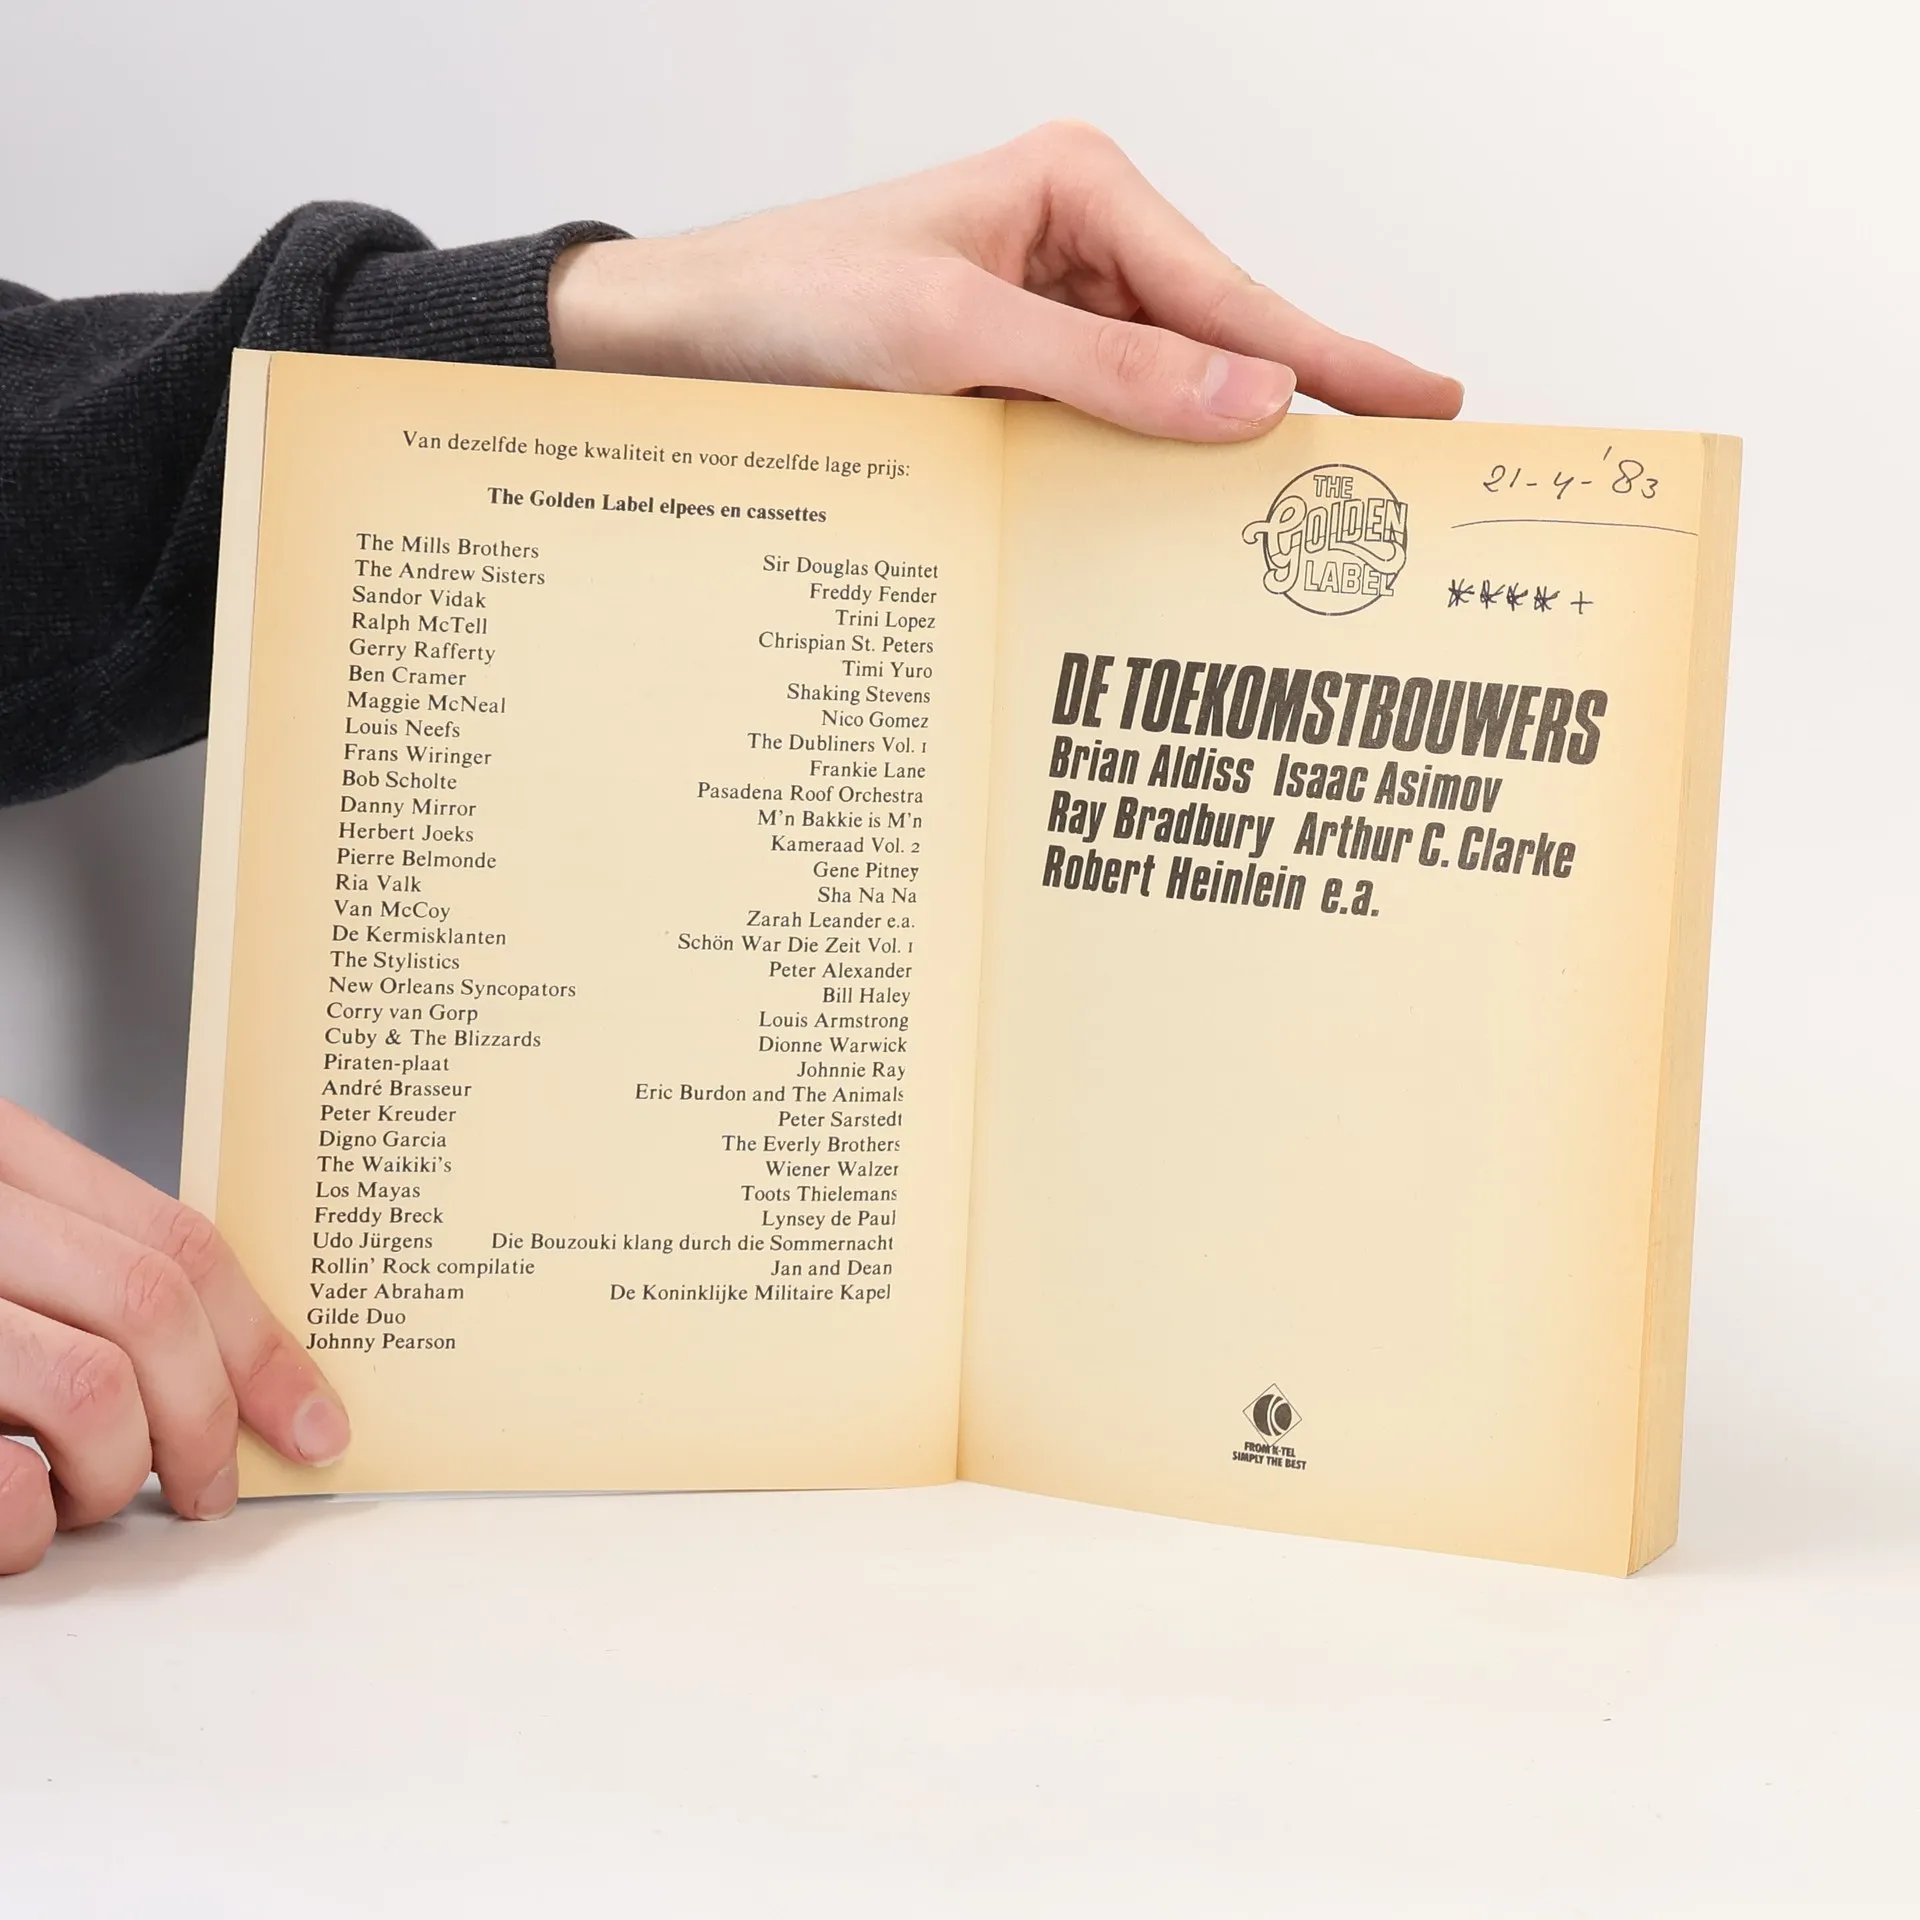 Van dezelfde hoge kwaliteit en voor dezelfde lage prijs:
The Golden Label elpees en cassettes
The Mills Brothers
The Andrew Sisters
Sandor Vidak
Ralph McTell
Gerry Rafferty
Ben Cramer
Maggie McNeal
Louis Neefs
Frans Wiringer
Bob Scholte
Danny Mirror
Herbert Joeks
Pierre Belmonde
Ria Valk
Van McCoy
De Kermisklanten
The Stylistics
New Orleans Syncopators
Corry van Gorp
Cuby & The Blizzards
Piraten-plaat
André Brasseur
Peter Kreuder
Digno Garcia
The Waikiki's
Los Mayas
Freddy Breck
Udo Jürgens
Rollin' Rock compilatie
Vader Abraham
Gilde Duo
Johnny Pearson
Sir Douglas Quintet
Freddy Fender
Trini Lopez
Chrispian St. Peters
Timi Yuro
Shaking Stevens
Nico Gomez
The Dubliners Vol. 1
Frankie Lane
Pasadena Roof Orchestra
M'n Bakkie is M'n
Kameraad Vol. 2
Gene Pitney
Sha Na Na
Zarah Leander e.a.
Schön War Die Zeit Vol. 1
Peter Alexander
Bill Haley
Louis Armstrong
Dionne Warwick
Johnnie Ray
Eric Burdon and The Animals
Peter Sarstedt
The Everly Brothers
Wiener Walzer
Toots Thielemans
Lynsey de Paul
Die Bouzouki klang durch die Sommernacht
Jan and Dean
De Koninklijke Militaire Kapel
THE
GOLDEN
LABEL
21-4-'83
****+
DE TOEKOMSTBOUWERS
Brian Aldiss Isaac Asimov
Ray Bradbury Arthur C. Clarke
Robert Heinlein e.a.
FROM K-TEL
SIMPLY THE BEST